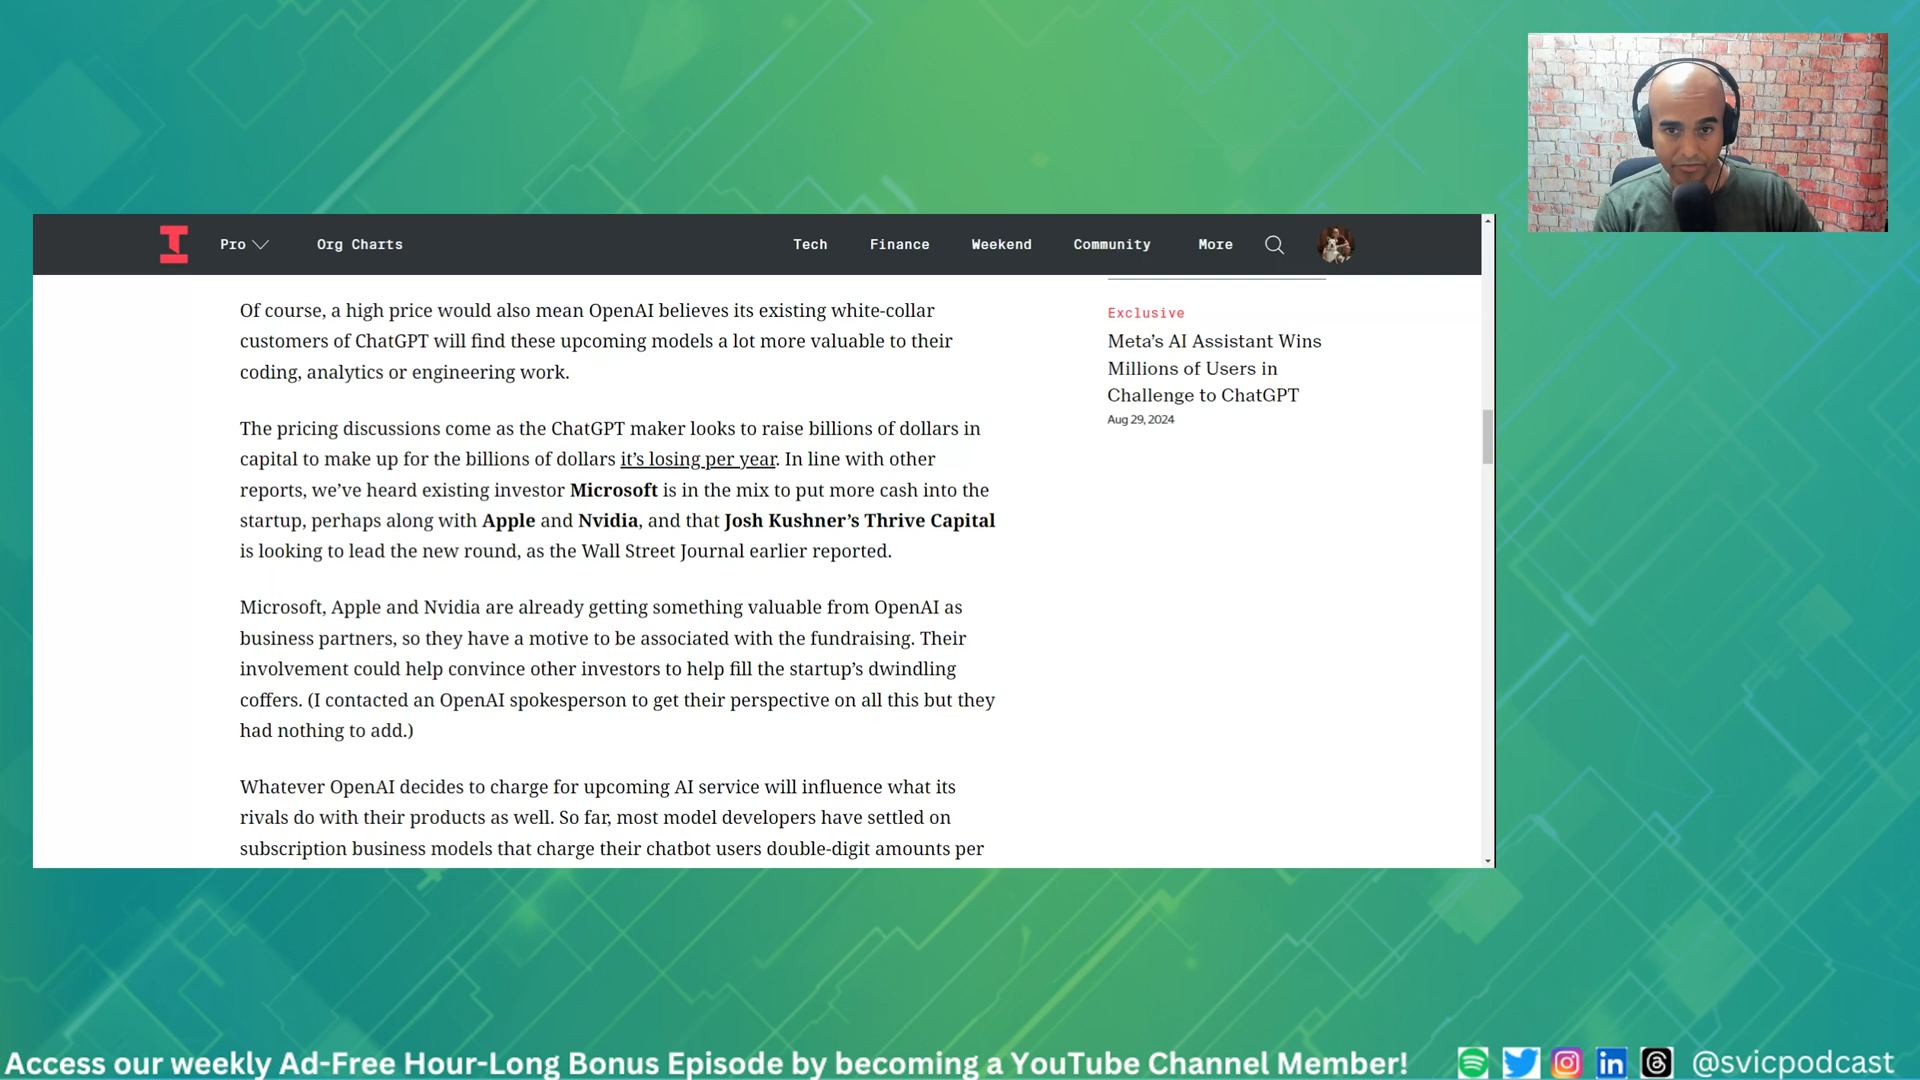 Pro
Org Charts
Tech
Finance
Weekend
Community
More
Of course, a high price would also mean OpenAI believes its existing white-collar
customers of ChatGPT will find these upcoming models a lot more valuable to their
coding, analytics or engineering work.
The pricing discussions come as the ChatGPT maker looks to raise billions of dollars in
capital to make up for the billions of dollars it’s losing per year. In line with other
reports, we’ve heard existing investor Microsoft is in the mix to put more cash into the
startup, perhaps along with Apple and Nvidia, and that Josh Kushner’s Thrive Capital
is looking to lead the new round, as the Wall Street Journal earlier reported.
Microsoft, Apple and Nvidia are already getting something valuable from OpenAI as
business partners, so they have a motive to be associated with the fundraising. Their
involvement could help convince other investors to help fill the startup’s dwindling
coffers. (I contacted an OpenAI spokesperson to get their perspective on all this but they
had nothing to add.)
Whatever OpenAI decides to charge for upcoming AI service will influence what its
rivals do with their products as well. So far, most model developers have settled on
subscription business models that charge their chatbot users double-digit amounts per
Exclusive
Meta’s AI Assistant Wins
Millions of Users in
Challenge to ChatGPT
Aug 29, 2024
Access our weekly Ad-Free Hour-Long Bonus Episode by becoming a YouTube Channel Member!
@svicpodcast